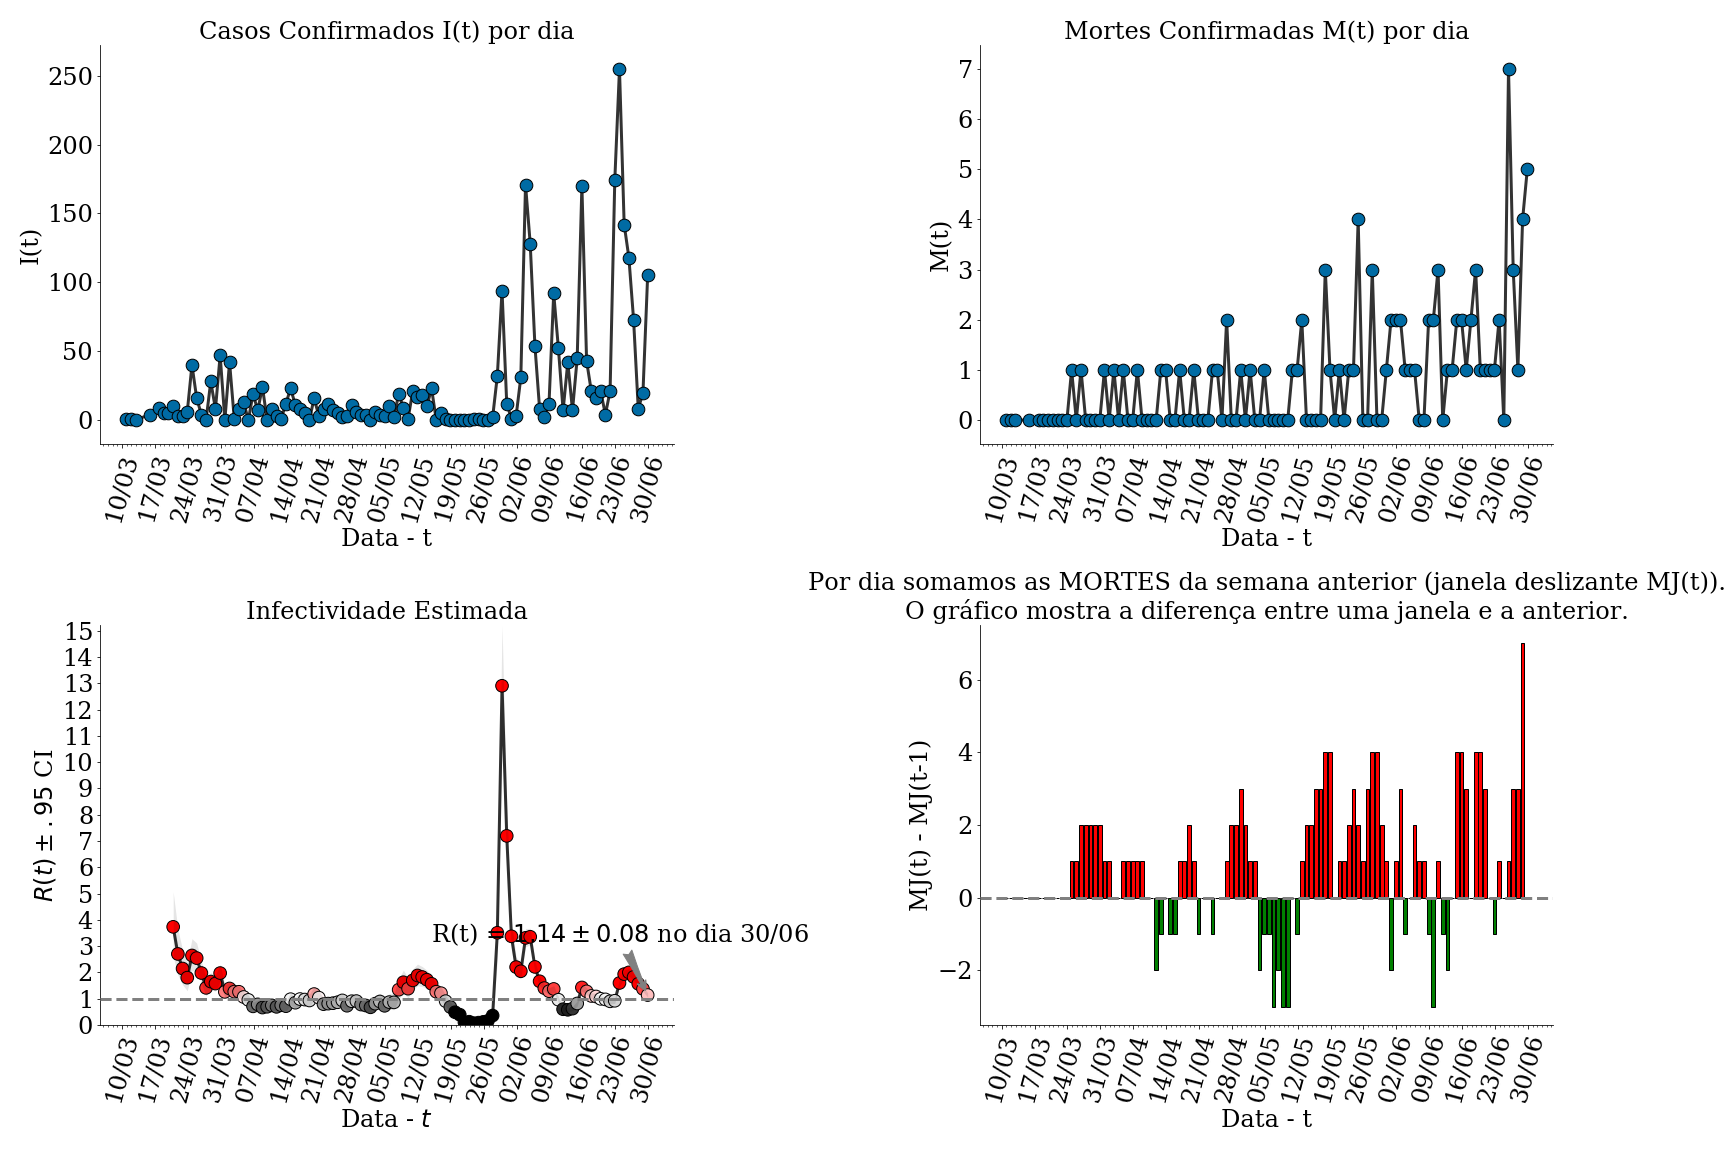 Casos Confirmados I(t) por dia
I(t)
250
200
150
100
50
0
10/03 17/03 24/03 31/03 07/04 14/04 21/04 28/04 05/05 12/05 19/05 26/05 02/06 09/06 16/06 23/06 30/06
Data - t
Mortes Confirmadas M(t) por dia
M(t)
7
6
5
4
3
2
1
0
10/03 17/03 24/03 31/03 07/04 14/04 21/04 28/04 05/05 12/05 19/05 26/05 02/06 09/06 16/06 23/06 30/06
Data - t
Infectividade Estimada
R(t) ± .95 CI
15
14
13
12
11
10
9
8
7
6
5
4
3
2
1
0
R(t) = 1.14 ± 0.08 no dia 30/06
10/03 17/03 24/03 31/03 07/04 14/04 21/04 28/04 05/05 12/05 19/05 26/05 02/06 09/06 16/06 23/06 30/06
Data - t
Por dia somamos as MORTES da semana anterior (janela deslizante MJ(t)).
O gráfico mostra a diferença entre uma janela e a anterior.
MJ(t) - MJ(t-1)
6
4
2
0
−2
10/03 17/03 24/03 31/03 07/04 14/04 21/04 28/04 05/05 12/05 19/05 26/05 02/06 09/06 16/06 23/06 30/06
Data - t